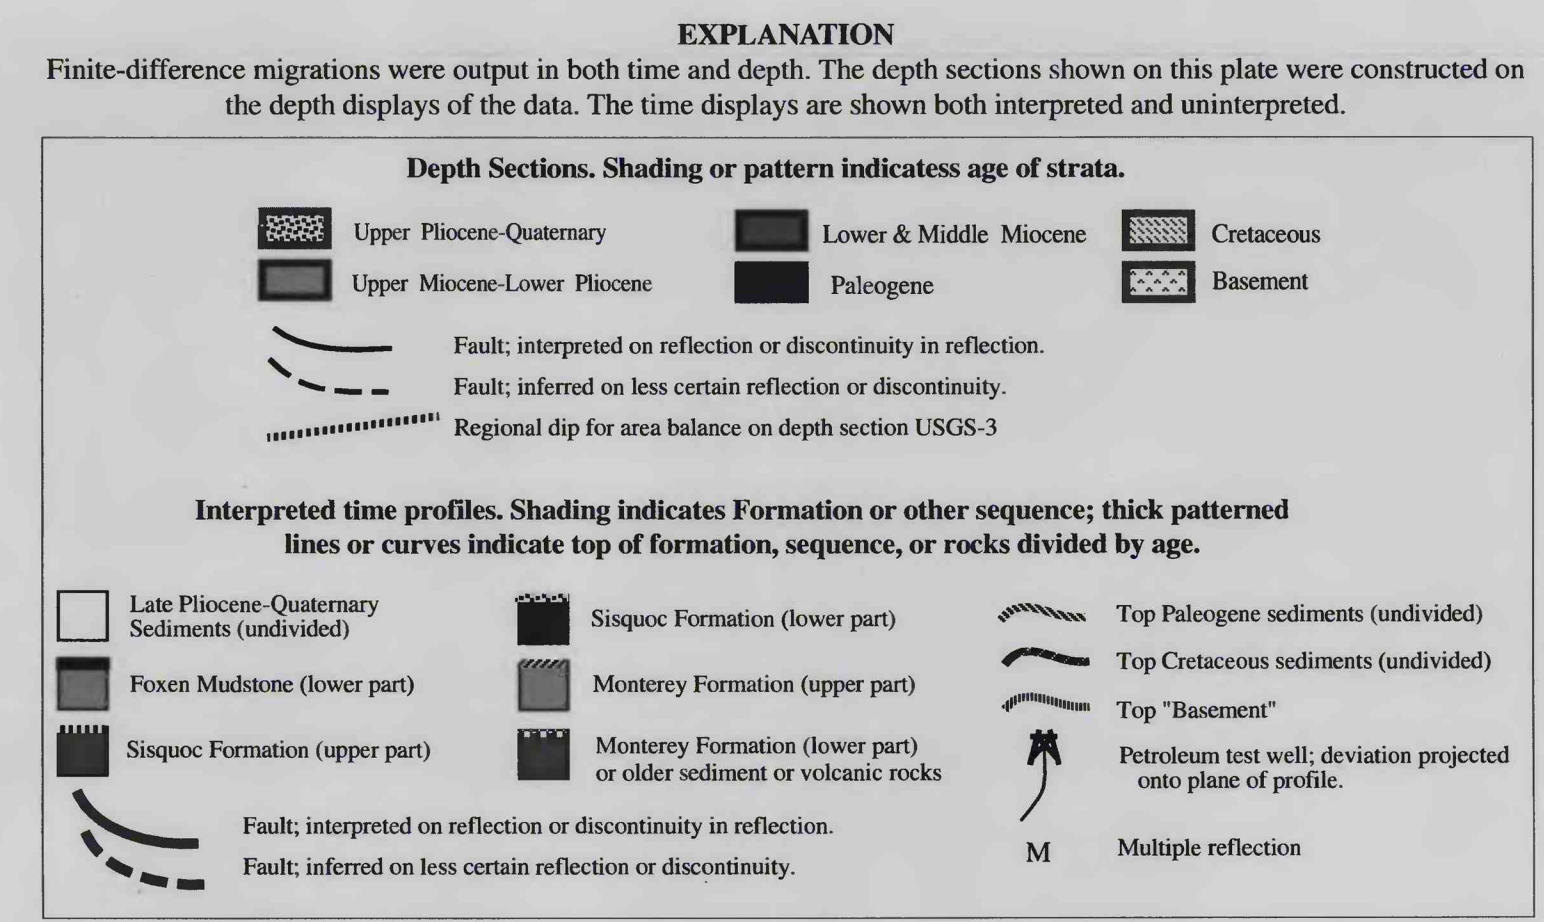 EXPLANATION
Finite-difference migrations were output in both time and depth. The depth sections shown on this plate were constructed on
the depth displays of the data. The time displays are shown both interpreted and uninterpreted.
Depth Sections. Shading or pattern indicatess age of strata.
Upper Pliocene-Quaternary
Lower & Middle Miocene
Cretaceous
Upper Miocene-Lower Pliocene
Paleogene
Basement
Fault; interpreted on reflection or discontinuity in reflection.
Fault; inferred on less certain reflection or discontinuity.
Regional dip for area balance on depth section USGS-3
Interpreted time profiles. Shading indicates Formation or other sequence; thick patterned
lines or curves indicate top of formation, sequence, or rocks divided by age.
Late Pliocene-Quaternary
Sediments (undivided)
Foxen Mudstone (lower part)
Sisquoc Formation (upper part)
Sisquoc Formation (lower part)
Monterey Formation (upper part)
Monterey Formation (lower part)
or older sediment or volcanic rocks
Top Paleogene sediments (undivided)
Top Cretaceous sediments (undivided)
Top "Basement"
Petroleum test well; deviation projected
onto plane of profile.
M Multiple reflection
Fault; interpreted on reflection or discontinuity in reflection.
Fault; inferred on less certain reflection or discontinuity.